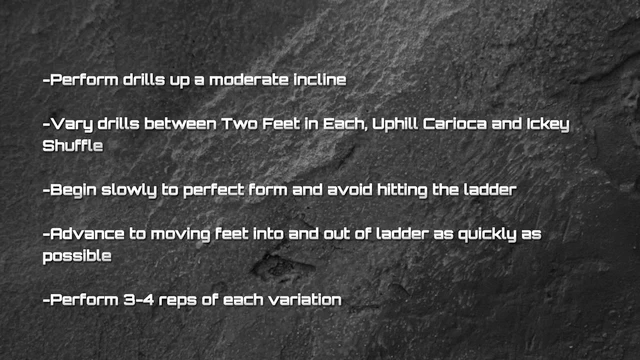 -Perform drills up a moderate incline
-Vary drills between Two Feet in Each, Uphill Carioca and Ickey
Shuffle
-Begin slowly to perfect form and avoid hitting the ladder
-Advance to moving feet into and out of ladder as quickly as
possible
-Perform 3-4 reps of each variation